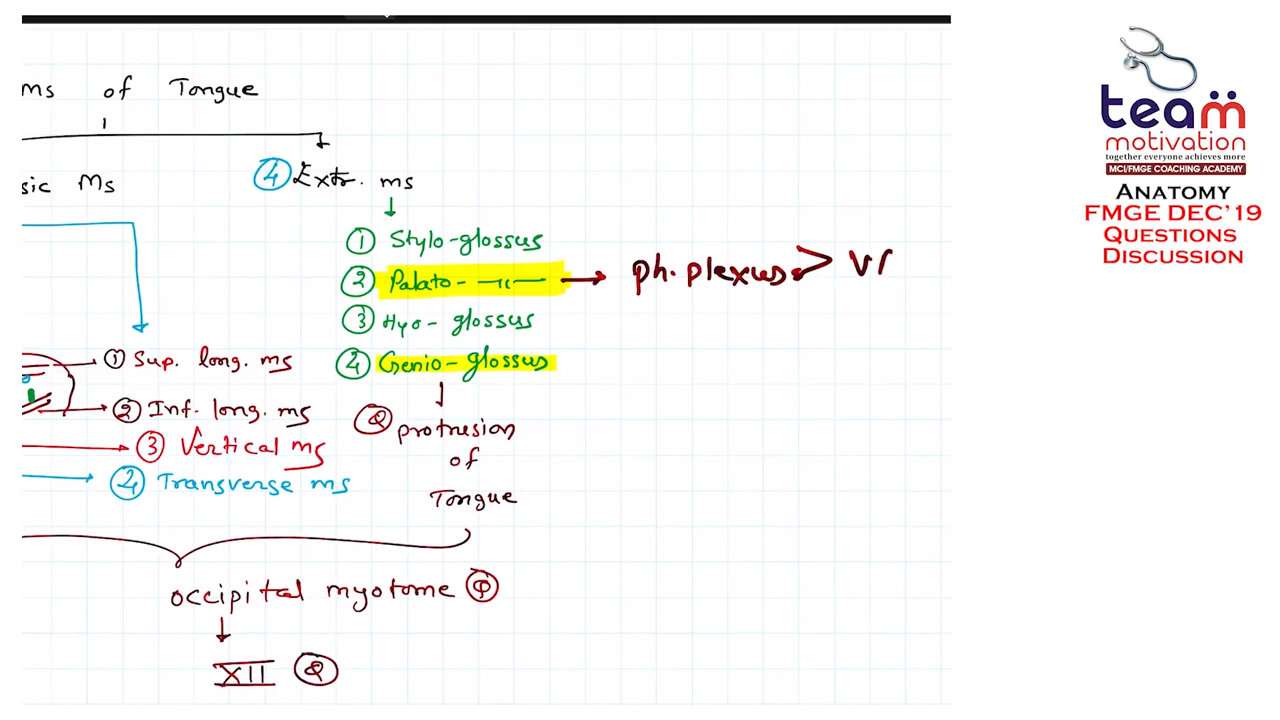 ms of Tongue
sic Ms
④ Extr. ms
① Stylo-glossus
② Palato- —ıı—
→ ph. plexus
③ Hyo- glossus
④ Genio- glossus
① Sup. long. ms
② Inf. long. ms
③ Vertical ms
④ Transverse ms
Q protrusion
of
Tongue
occipital myotome Q
XII Q
team
motivation
together everyone achieves more
MCI/FMGE COACHING ACADEMY
ANATOMY
FMGE DEC'19
QUESTIONS
DISCUSSION